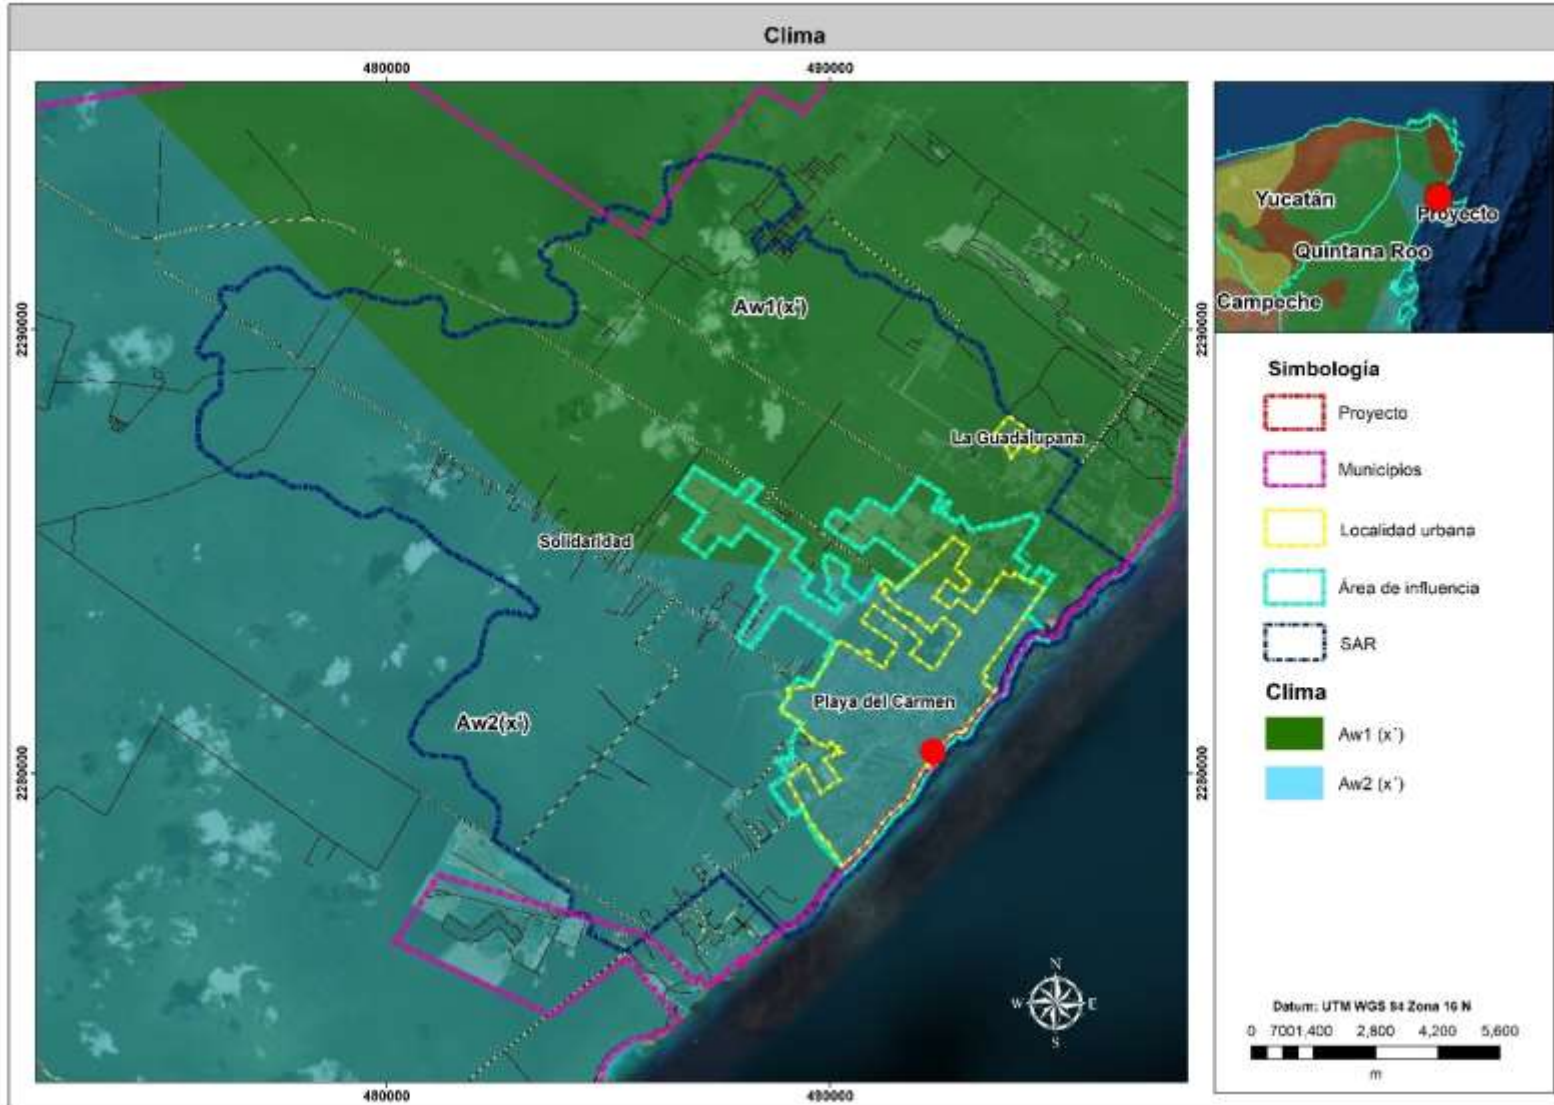 Clima
480000
490000
2290000
2290000
Aw1(x')
La Guadalupana
Solidaridad
Playa del Carmen
Aw2(x')
2280000
2280000
N
W
E
S
480000
490000
Yucatán
Proyecto
Quintana Roo
Campeche
Simbología
Proyecto
Municipios
Localidad urbana
Área de influencia
SAR
Clima
Aw1 (x')
Aw2 (x')
Datum: UTM WGS 84 Zona 16 N
0 700 1,400 2,800 4,200 5,600
m